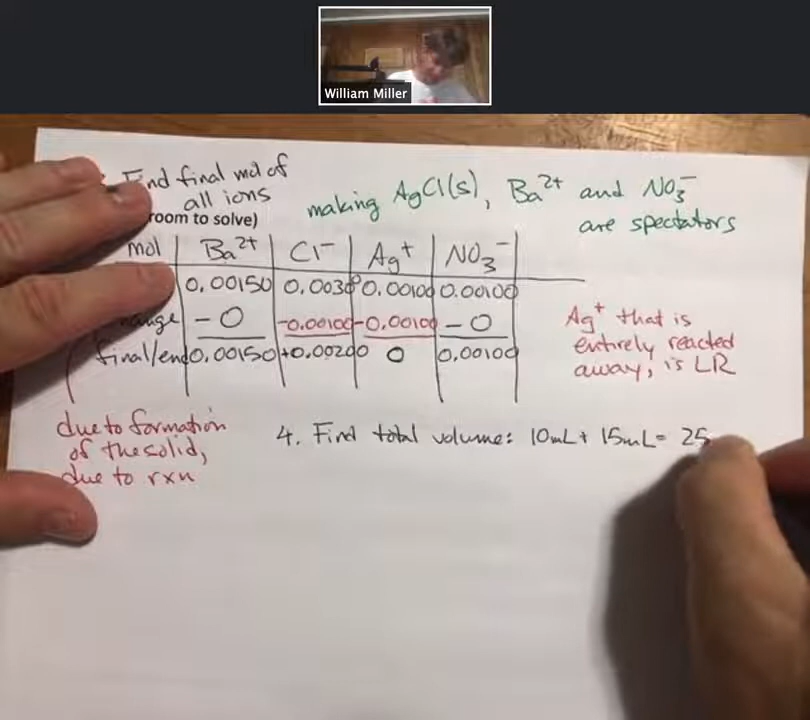 William Miller
Find final mol of
all ions
room to solve)
making AgCl(s), Ba²⁺ and NO₃⁻
are spectators
mol Ba²⁺ Cl⁻ Ag⁺ NO₃⁻
0.00150 0.00300 0.00100 0.00100
- 0 -0.00100 -0.00100 - 0
final/end 0.00150 +0.00200 0 0.00100
Ag⁺ that is
entirely reacted
away, is LR
due to formation
of the solid,
due to rxn
4. Find total volume: 10mL + 15mL = 25